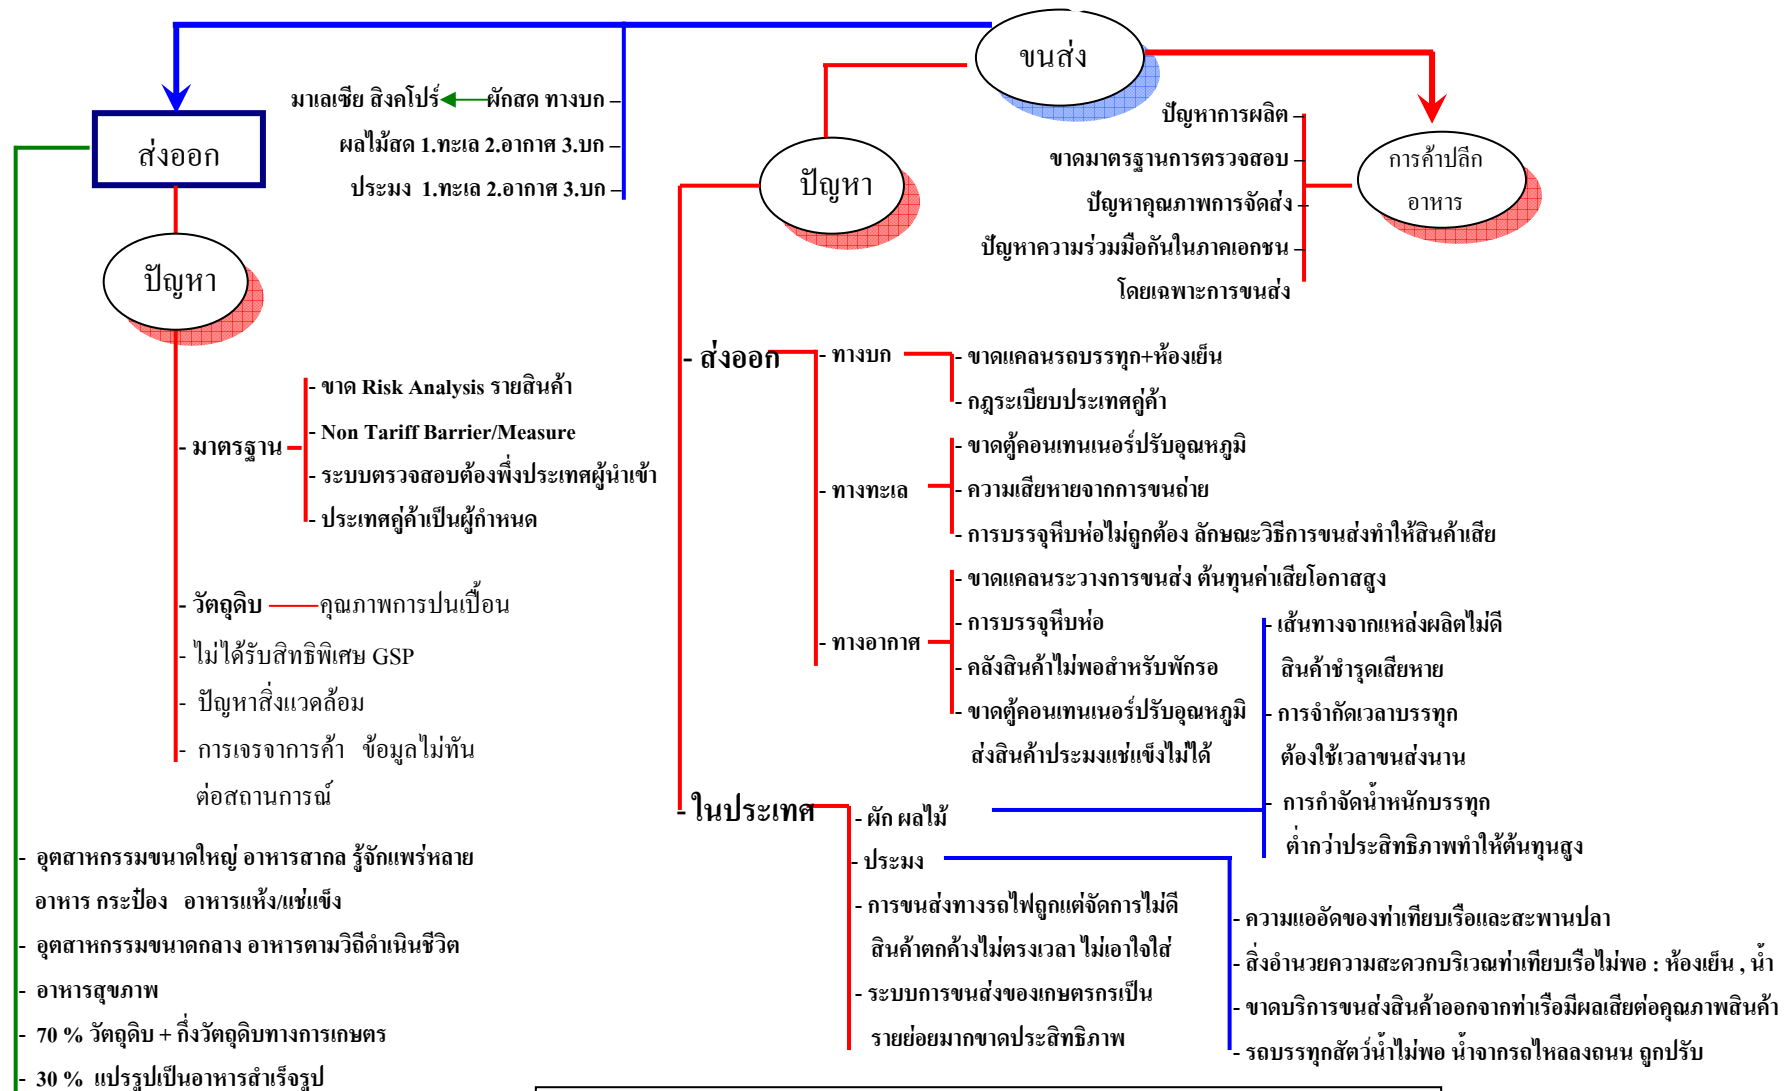 ขนส่ง
มาเลเซีย สิงคโปร์ ผักสด ทางบก –
ผลไม้สด 1.ทะเล 2.อากาศ 3.บก –
ประมง 1.ทะเล 2.อากาศ 3.บก –
ส่งออก
ปัญหา
ปัญหาการผลิต –
ขาดมาตรฐานการตรวจสอบ –
ปัญหาคุณภาพการจัดส่ง –
ปัญหาความร่วมมือกันในภาคเอกชน –
โดยเฉพาะการขนส่ง
การค้าปลีก
อาหาร
ปัญหา
- มาตรฐาน
- ขาด Risk Analysis รายสินค้า
- Non Tariff Barrier/Measure
- ระบบตรวจสอบต้องพึ่งประเทศผู้นำเข้า
- ประเทศคู่ค้าเป็นผู้กำหนด
- วัตถุดิบ คุณภาพการปนเปื้อน
- ไม่ได้รับสิทธิพิเศษ GSP
- ปัญหาสิ่งแวดล้อม
- การเจรจาการค้า ข้อมูลไม่ทัน
ต่อสถานการณ์
- อุตสาหกรรมขนาดใหญ่ อาหารสากล รู้จักแพร่หลาย
อาหาร กระป๋อง อาหารแห้ง/แช่แข็ง
- อุตสาหกรรมขนาดกลาง อาหารตามวิถีดำเนินชีวิต
- อาหารสุขภาพ
- 70 % วัตถุดิบ + กึ่งวัตถุดิบทางการเกษตร
- 30 % แปรรูปเป็นอาหารสำเร็จรูป
- ส่งออก
- ทางบก
- ขาดแคลนรถบรรทุก+ห้องเย็น
- กฎระเบียบประเทศคู่ค้า
- ทางทะเล
- ขาดตู้คอนเทนเนอร์ปรับอุณหภูมิ
- ความเสียหายจากการขนถ่าย
- การบรรจุหีบห่อไม่ถูกต้อง ลักษณะวิธีการขนส่งทำให้สินค้าเสีย
- ทางอากาศ
- ขาดแคลนระวางการขนส่ง ต้นทุนค่าเสียโอกาสสูง
- การบรรจุหีบห่อ
- คลังสินค้าไม่พอสำหรับพักรอ
- ขาดตู้คอนเทนเนอร์ปรับอุณหภูมิ
ส่งสินค้าประมงแช่แข็งไม่ได้
- ในประเทศ
- ผัก ผลไม้
- เส้นทางจากแหล่งผลิตไม่ดี
สินค้าชำรุดเสียหาย
- การจำกัดเวลาบรรทุก
ต้องใช้เวลาขนส่งนาน
- การกำจัดน้ำหนักบรรทุก
ต่ำกว่าประสิทธิภาพทำให้ต้นทุนสูง
- ประมง
- ความแออัดของท่าเทียบเรือและสะพานปลา
- สิ่งอำนวยความสะดวกบริเวณท่าเทียบเรือไม่พอ : ห้องเย็น , น้ำ
- ขาดบริการขนส่งสินค้าออกจากท่าเรือมีผลเสียต่อคุณภาพสินค้า
- รถบรรทุกสัตว์น้ำไม่พอ น้ำจากรถไหลลงถนน ถูกปรับ
- การขนส่งทางรถไฟถูกแต่จัดการไม่ดี
สินค้าตกค้างไม่ตรงเวลา ไม่เอาใจใส่
- ระบบการขนส่งของเกษตรกรเป็น
รายย่อยมากขาดประสิทธิภาพ